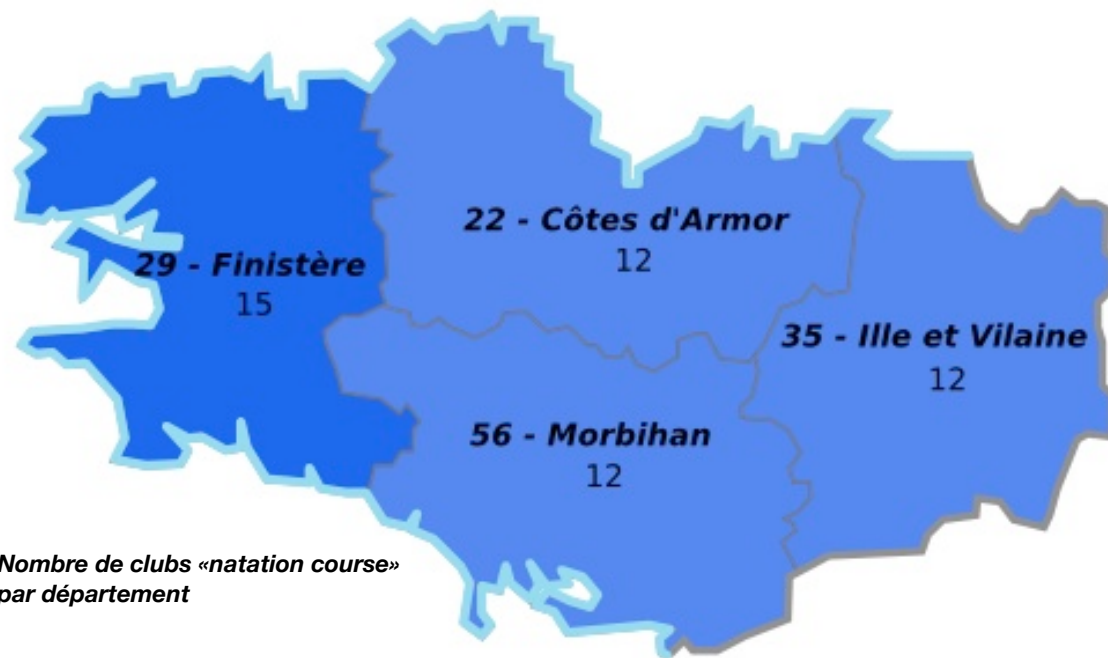 22 - Côtes d'Armor
12
29 - Finistère
15
35 - Ille et Vilaine
12
56 - Morbihan
12
Nombre de clubs «natation course»
par département